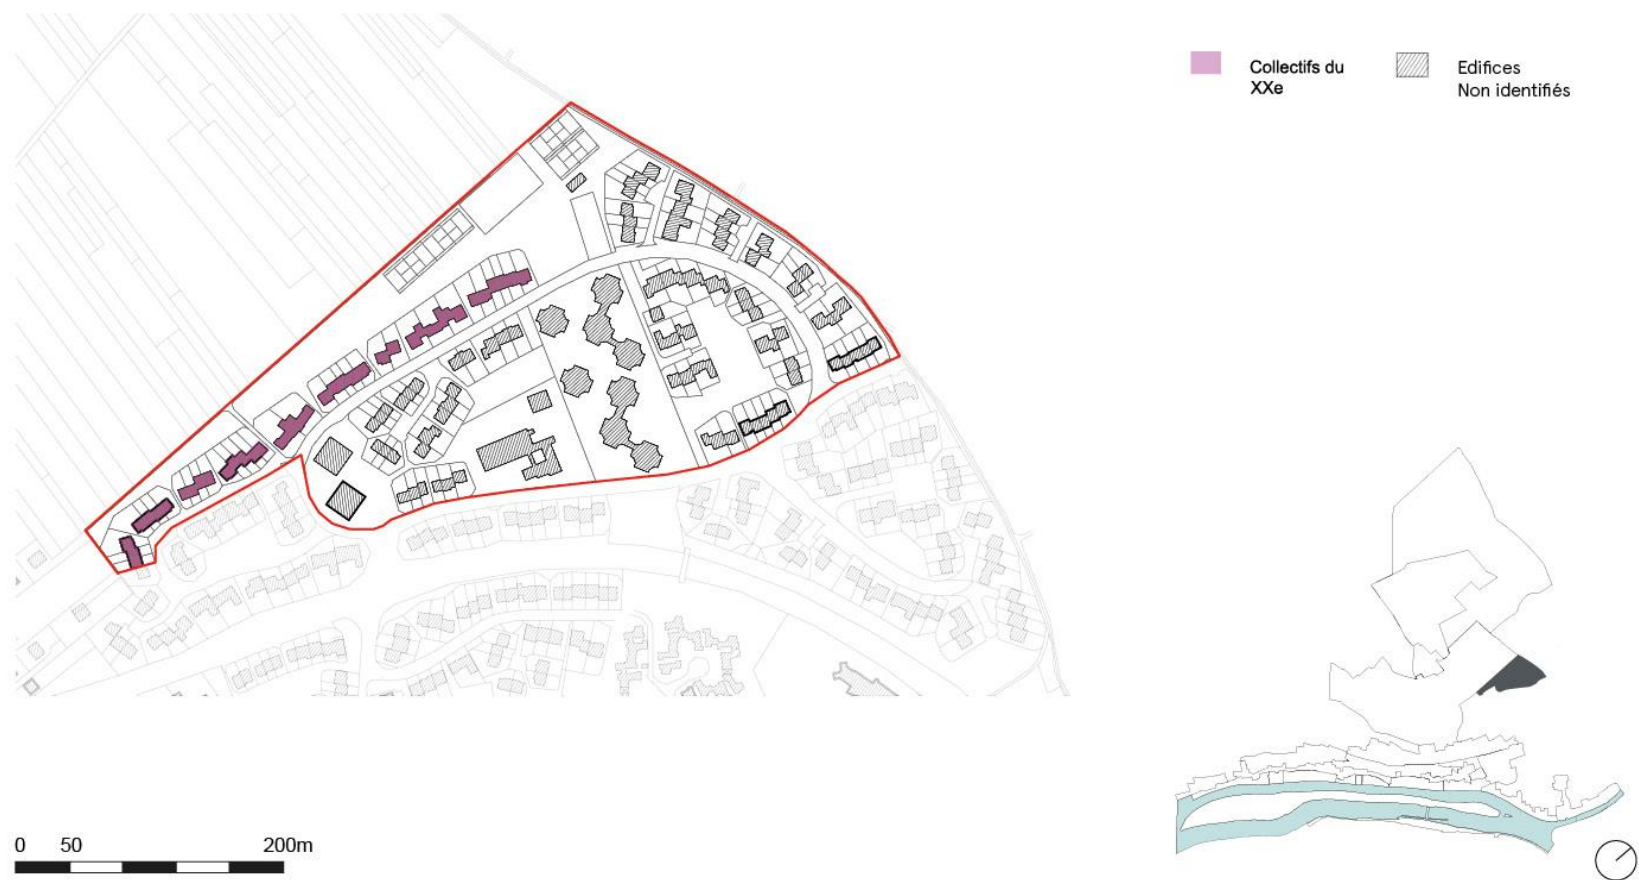 Collectifs du
XXe
Edifices
Non identifiés
0 50 200m